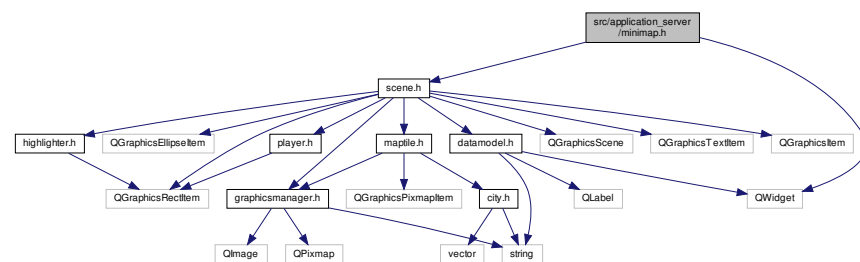 src/application_server
/minimap.h
scene.h
highlighter.h
QGraphicsEllipseItem
player.h
maptile.h
datamodel.h
QGraphicsScene
QGraphicsTextItem
QGraphicsItem
QGraphicsRectItem
graphicsmanager.h
QGraphicsPixmapItem
city.h
QLabel
QWidget
QImage
QPixmap
vector
string